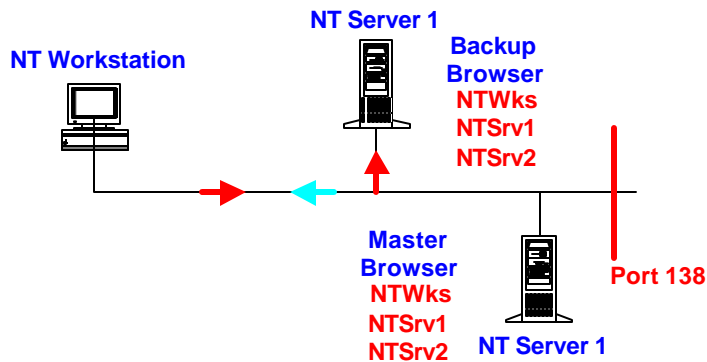 NT Server 1
NT Workstation
Backup
Browser
NTWks
NTSrv1
NTSrv2
Master
Browser
NTWks
NTSrv1
NTSrv2
Port 138
NT Server 1